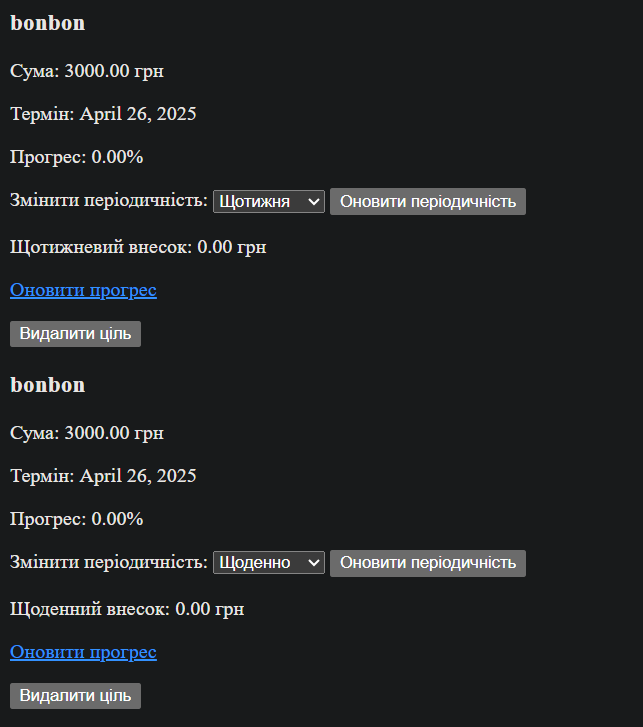 bonbon
Сума: 3000.00 грн
Термін: April 26, 2025
Прогрес: 0.00%
Змінити періодичність: Щотижня Оновити періодичність
Щотижневий внесок: 0.00 грн
Оновити прогрес
Видалити ціль
bonbon
Сума: 3000.00 грн
Термін: April 26, 2025
Прогрес: 0.00%
Змінити періодичність: Щоденно Оновити періодичність
Щоденний внесок: 0.00 грн
Оновити прогрес
Видалити ціль